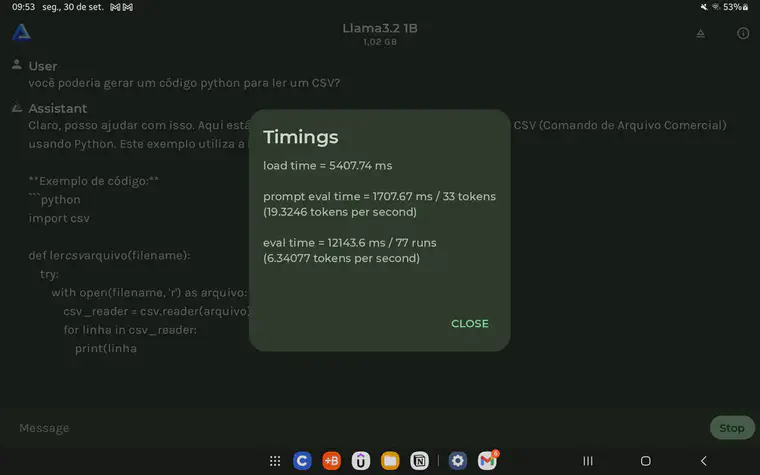 09:53 seg., 30 de set. 53%
Llama3.2 1B
1,02 GB
User
você poderia gerar um código python para ler um CSV?
Assistant
Claro, posso ajudar com isso. Aqui está CSV (Comando de Arquivo Comercial)
usando Python. Este exemplo utiliza a
**Exemplo de código:**
```python
import csv
def lercsvarquivo(filename):
try:
with open(filename, 'r') as arquivo:
csv_reader = csv.reader(arquivo)
for linha in csv_reader:
print(linha
Timings
load time = 5407.74 ms
prompt eval time = 1707.67 ms / 33 tokens
(19.3246 tokens per second)
eval time = 12143.6 ms / 77 runs
(6.34077 tokens per second)
CLOSE
Message
Stop
C +B N 6